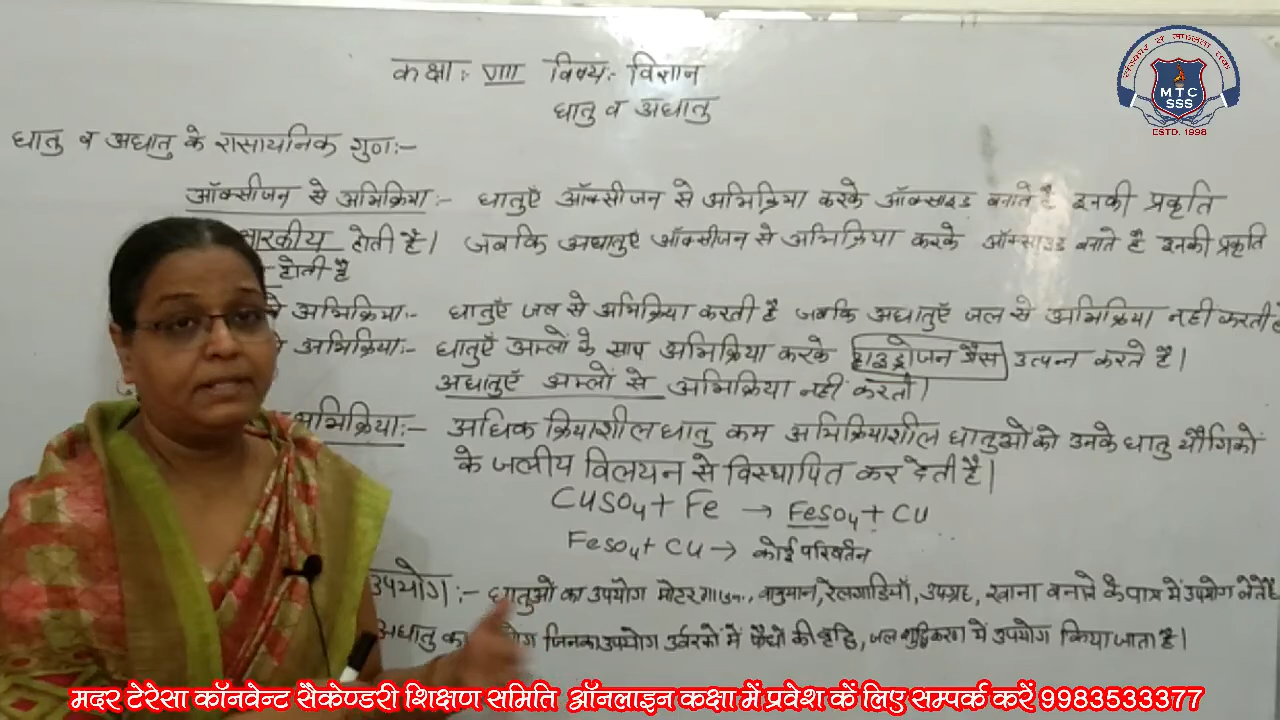 कक्षा:- VIII विषय:- विज्ञान
धातु व अधातु
धातु व अधातु के रासायनिक गुण:-
ऑक्सीजन से अभिक्रिया:- धातुएँ ऑक्सीजन से अभिक्रिया करके ऑक्साइड बनाते है इनकी प्रकृति
होती है। जबकि अधातुएँ ऑक्सीजन से अभिक्रिया करके ऑक्साइड बनाते है इनकी प्रकृति
होती है
अभिक्रिया:- धातुएँ जल से अभिक्रिया करती है जबकि अधातुएँ जल से अभिक्रिया नहीं करती
अभिक्रिया:- धातुएँ अम्लों के साथ अभिक्रिया करके हाइड्रोजन गैस उत्पन्न करते है।
अधातुएँ अम्लों से अभिक्रिया नहीं करती।
अभिक्रिया:- अधिक क्रियाशील धातु कम अभिक्रियाशील धातुओं को उनके धातु यौगिकों
के जलीय विलयन से विस्थापित कर देती है।
CuSO₄ + Fe → FeSO₄ + Cu
FeSO₄ + Cu → कोई परिवर्तन
उपयोग:- धातुओं का उपयोग मोटर वायुयान, रेलगाडियाँ, उपग्रह, खाना बनाने के पात्र में उपयोग लेते है
अधातु का जिनका उपयोग उर्वरकों में पौधों की वृद्धि, जल शुद्धिकरण में उपयोग किया जाता है।
MTC
SSS
ESTD. 1998
मदर टेरेसा कॉनवेन्ट सैकेण्डरी शिक्षण समिति ऑनलाइन कक्षा में प्रवेश कें लिए सम्पर्क करें 9983533377